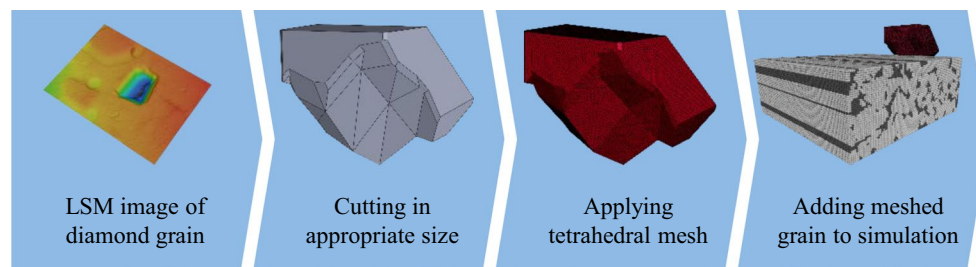 LSM image of
diamond grain
Cutting in
appropriate size
Applying
tetrahedral mesh
Adding meshed
grain to simulation